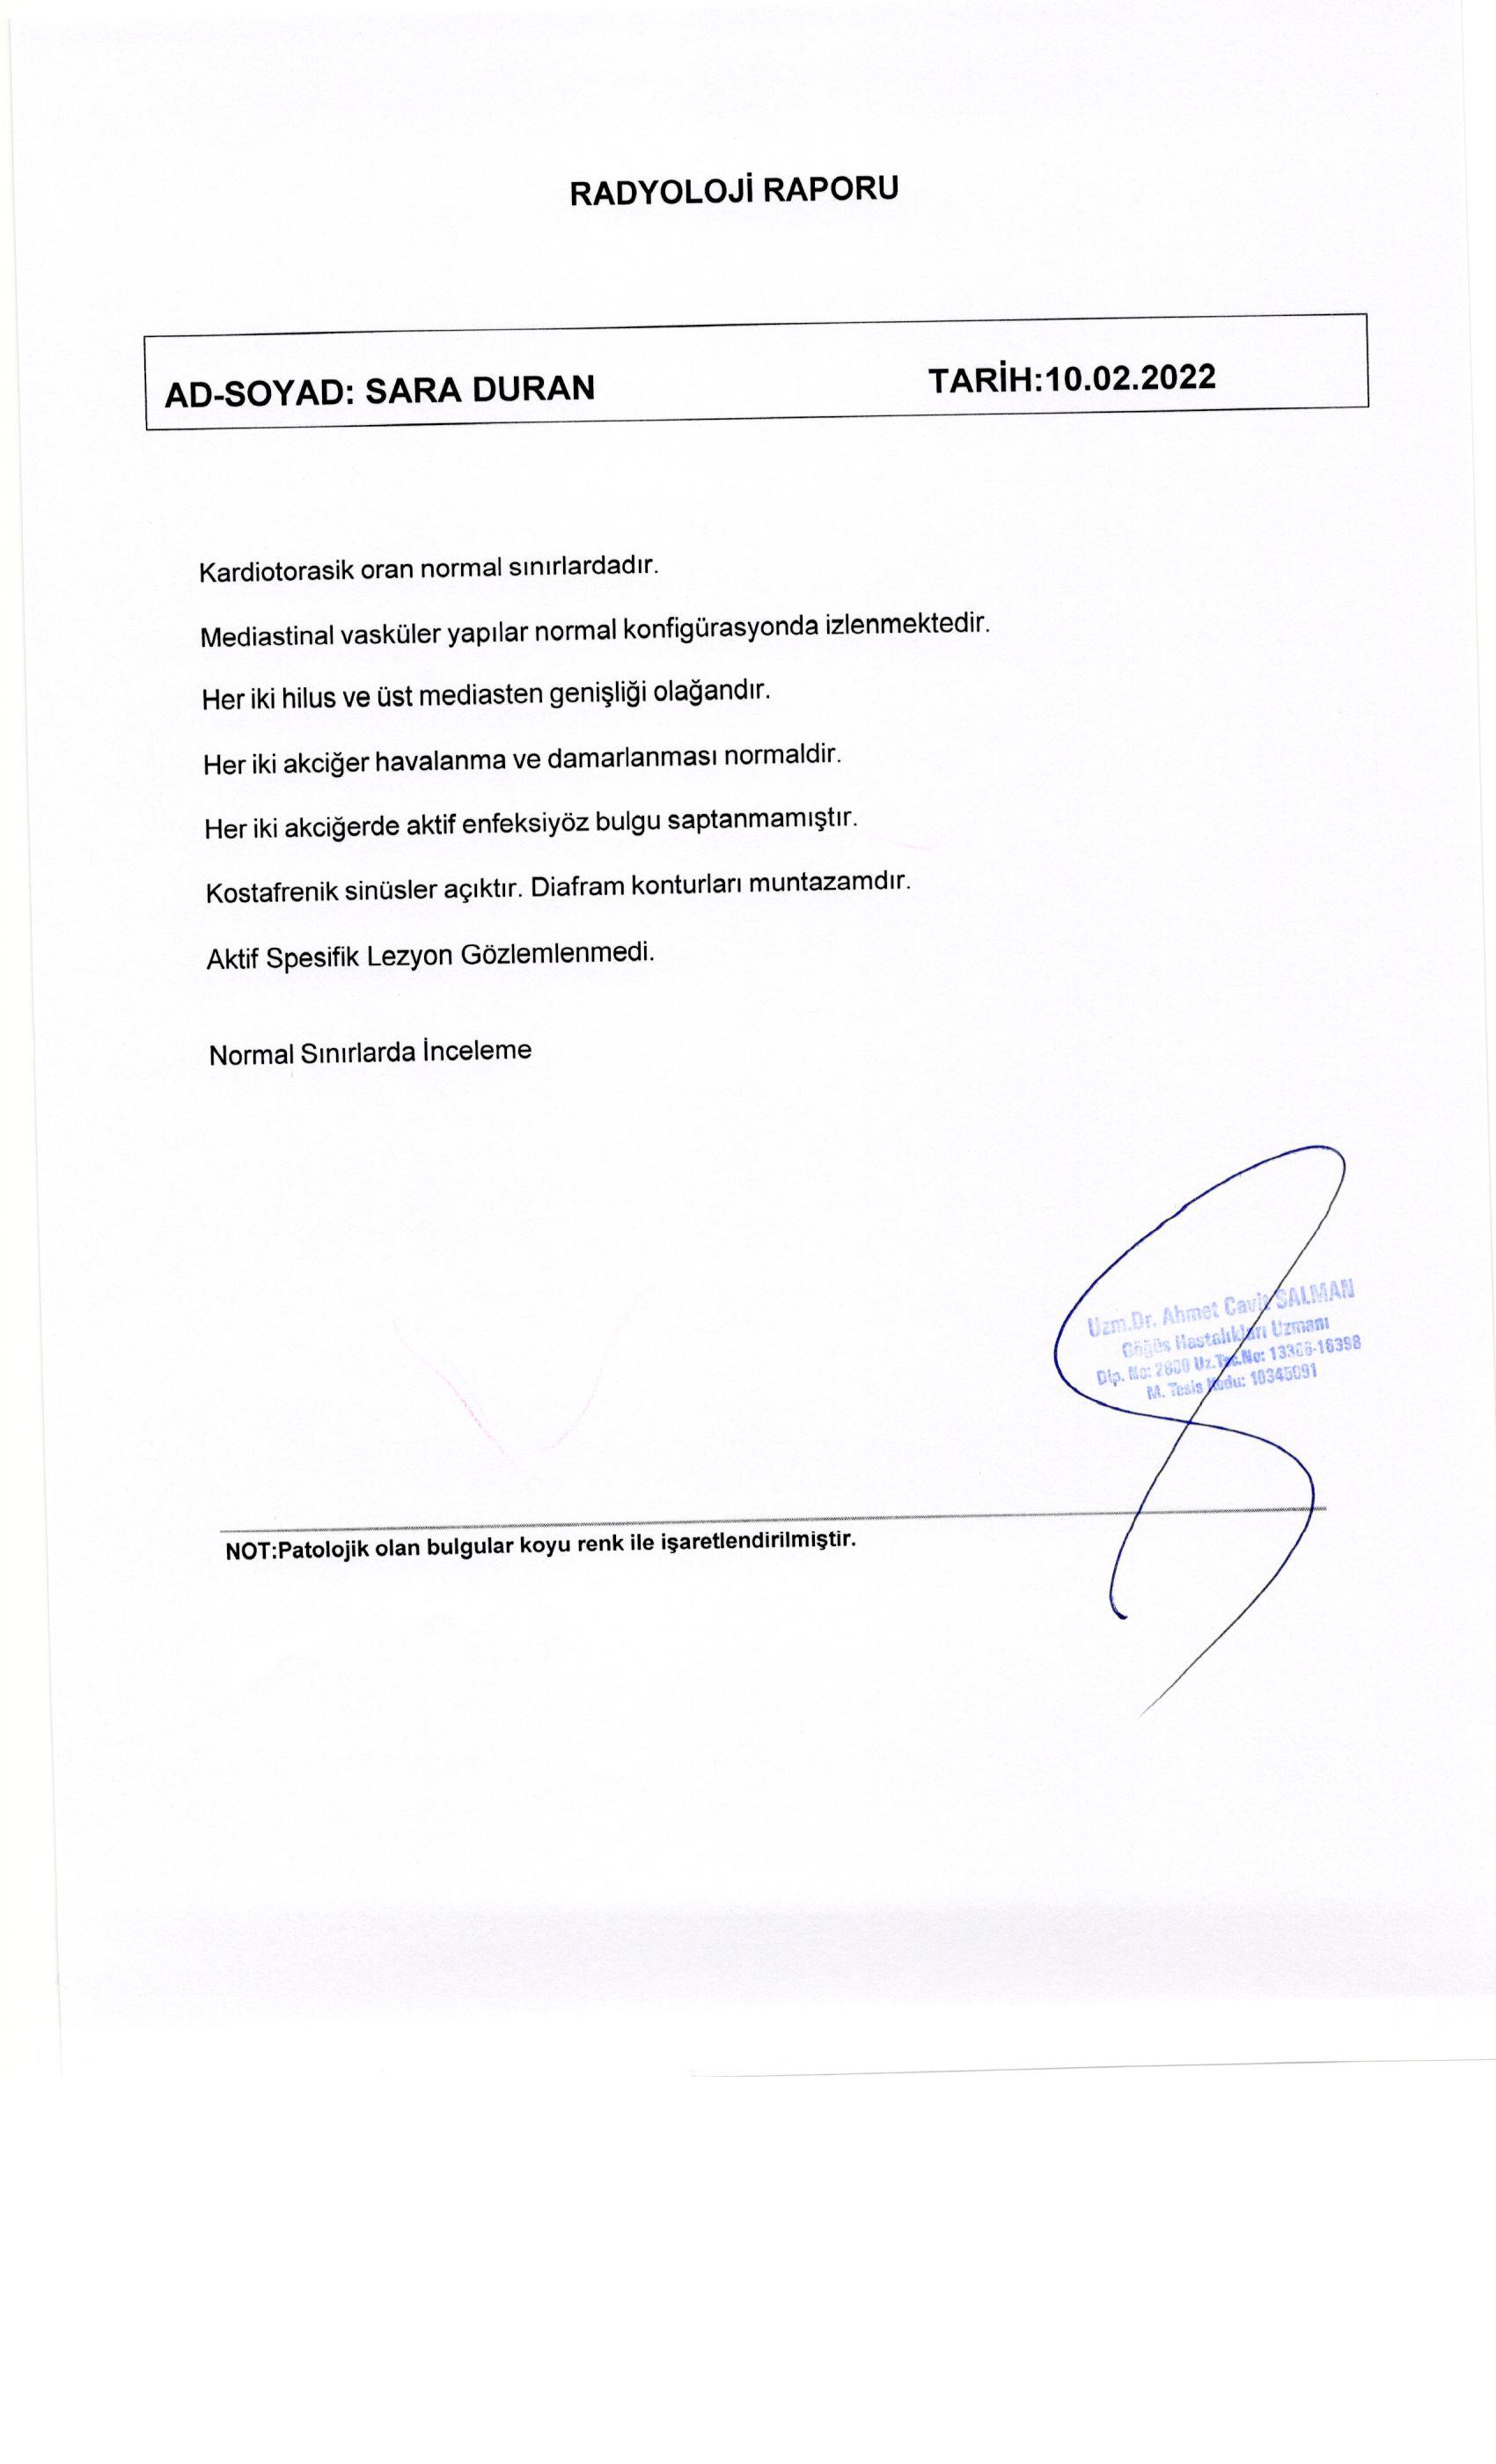 RADYOLOJİ RAPORU
AD-SOYAD: SARA DURAN TARİH:10.02.2022
Kardiotorasik oran normal sınırlardadır.
Mediastinal vasküler yapılar normal konfigürasyonda izlenmektedir.
Her iki hilus ve üst mediasten genişliği olağandır.
Her iki akciğer havalanma ve damarlanması normaldir.
Her iki akciğerde aktif enfeksiyöz bulgu saptanmamıştır.
Kostafrenik sinüsler açıktır. Diafram konturları muntazamdır.
Aktif Spesifik Lezyon Gözlemlenmedi.
Normal Sınırlarda İnceleme
Uzm.Dr. Ahmet Cavit SALMAN
Göğüs Hastalıkları Uzmanı
Dip. No: Uz.Tes.No:
M. Tesis Kodu: 10345091
NOT:Patolojik olan bulgular koyu renk ile işaretlendirilmiştir.